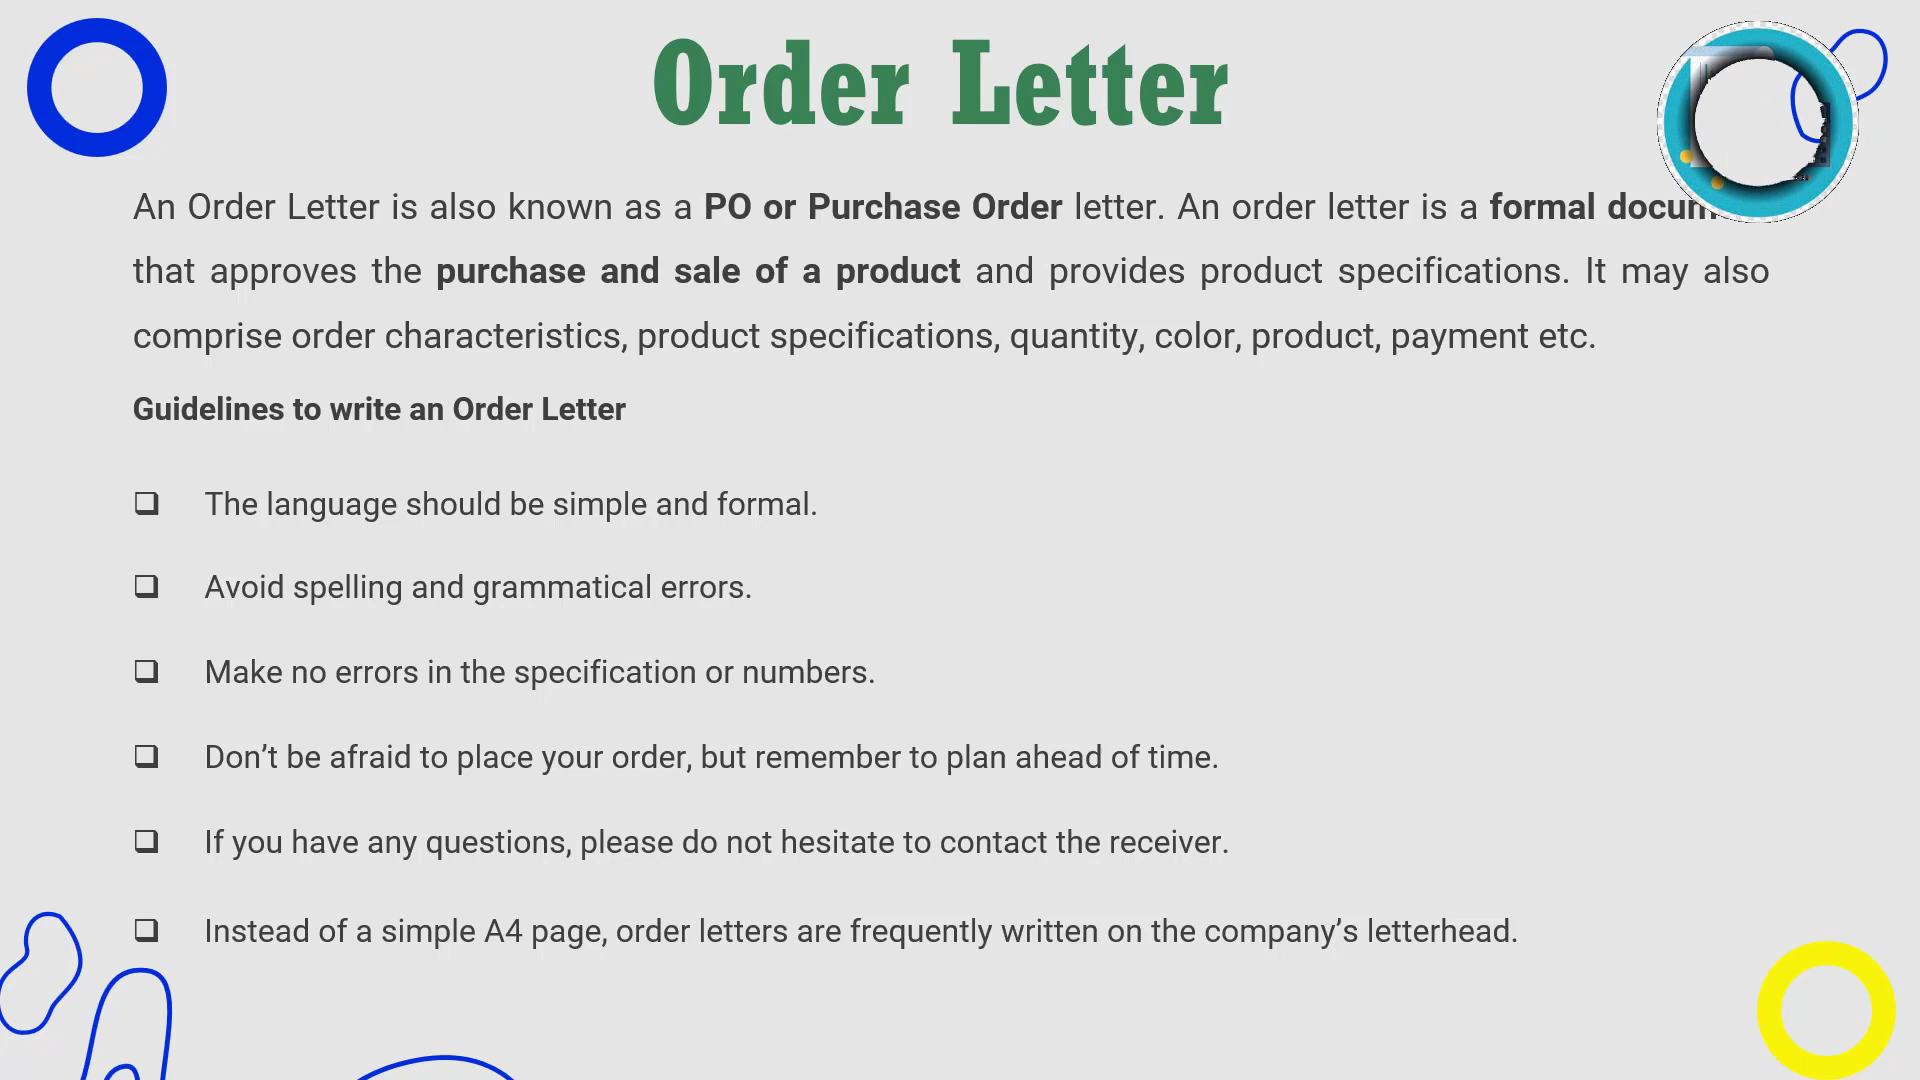 Order Letter
An Order Letter is also known as a PO or Purchase Order letter. An order letter is a formal
that approves the purchase and sale of a product and provides product specifications. It may also
comprise order characteristics, product specifications, quantity, color, product, payment etc.
Guidelines to write an Order Letter
❑ The language should be simple and formal.
❑ Avoid spelling and grammatical errors.
❑ Make no errors in the specification or numbers.
❑ Don’t be afraid to place your order, but remember to plan ahead of time.
❑ If you have any questions, please do not hesitate to contact the receiver.
❑ Instead of a simple A4 page, order letters are frequently written on the company’s letterhead.